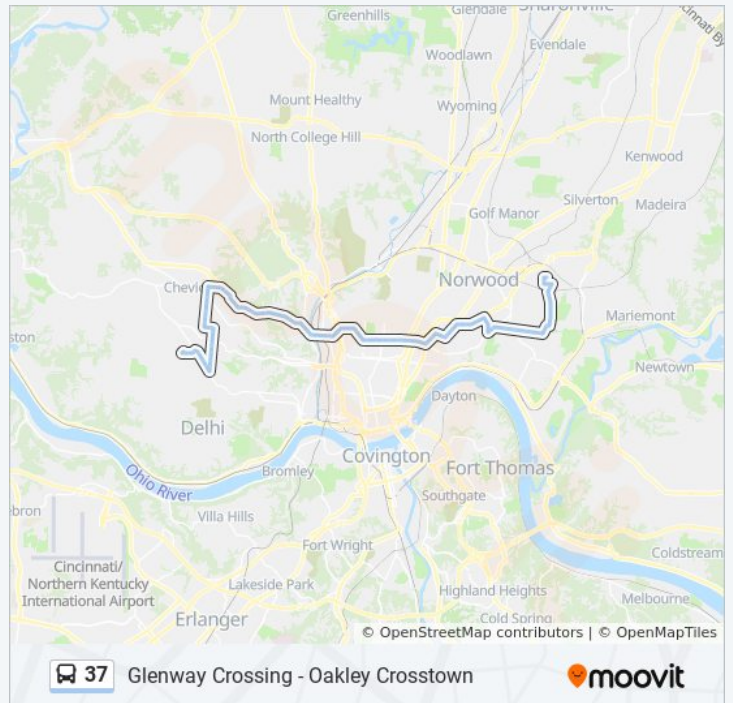 Greenhills
Glendale
Sharonville
Evendale
Woodlawn
Mount Healthy
Wyoming
North College Hill
Kenwood
Silverton
Madeira
Golf Manor
Norwood
Mariemont
Newtown
Dayton
Delhi
Covington
Fort Thomas
Bromley
Southgate
Ohio River
Villa Hills
Fort Wright
Coldstream
Cincinnati/
Northern Kentucky
International Airport
Lakeside Park
Highland Heights
Melbourne
Erlanger
Cold Spring
© OpenStreetMap contributors | © OpenMapTiles
37 Glenway Crossing - Oakley Crosstown
moovit